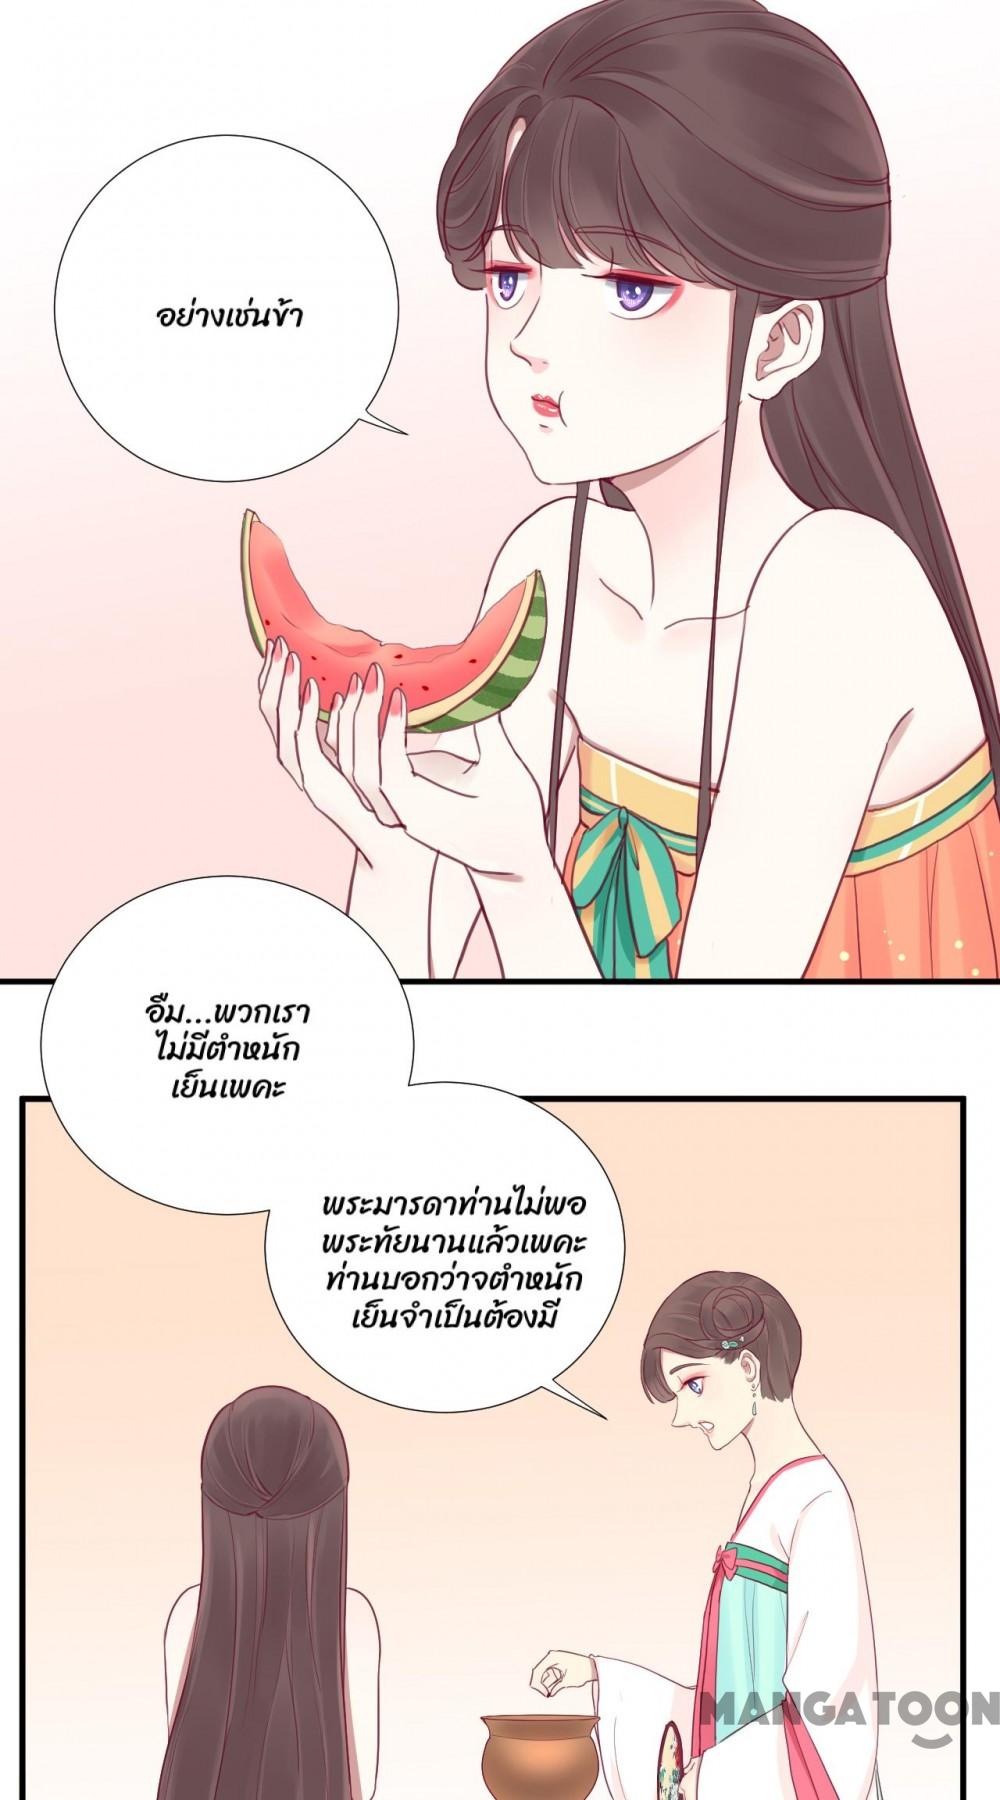 อย่างเช่นข้า
อืม...พวกเรา
ไม่มีตำหนัก
เย็นเพคะ
พระมารดาท่านไม่พอ
พระทัยนานแล้วเพคะ
ท่านบอกว่าจตำหนัก
เย็นจำเป็นต้องมี
MANGATOON